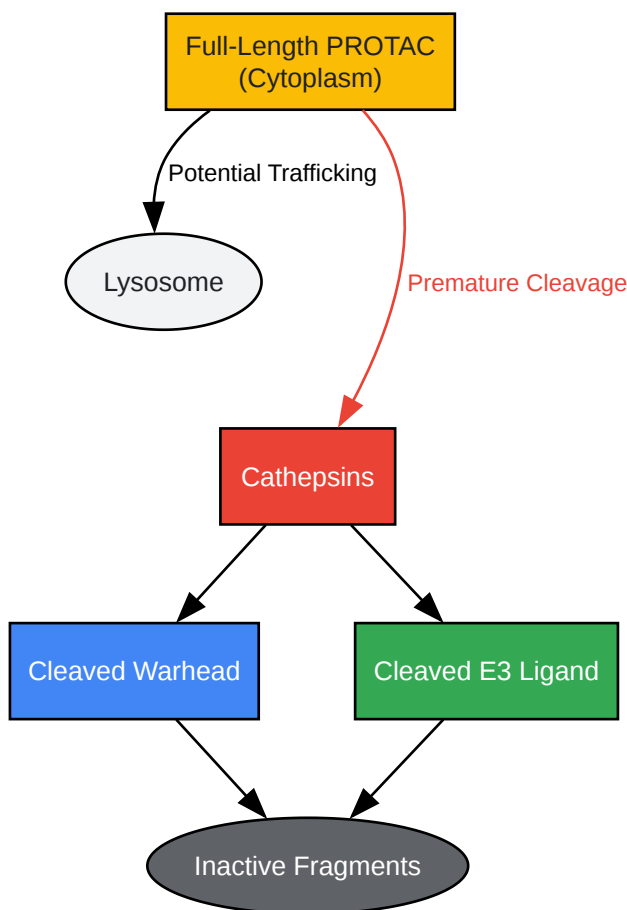 Full-Length PROTAC
(Cytoplasm)
Potential Trafficking
Lysosome
Premature Cleavage
Cathepsins
Cleaved Warhead
Cleaved E3 Ligand
Inactive Fragments